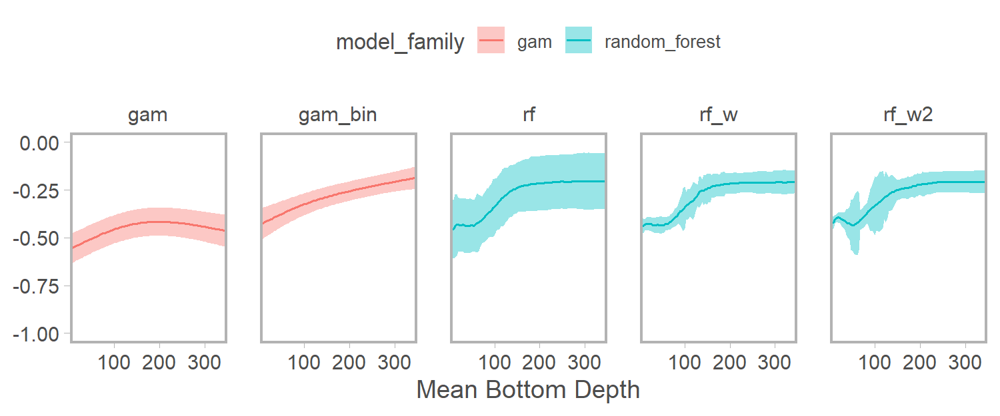 model_family gam random_forest
gam gam_bin rf rf_w rf_w2
0.00
-0.25
-0.50
-0.75
-1.00
100 200 300 100 200 300 100 200 300 100 200 300 100 200 300
Mean Bottom Depth